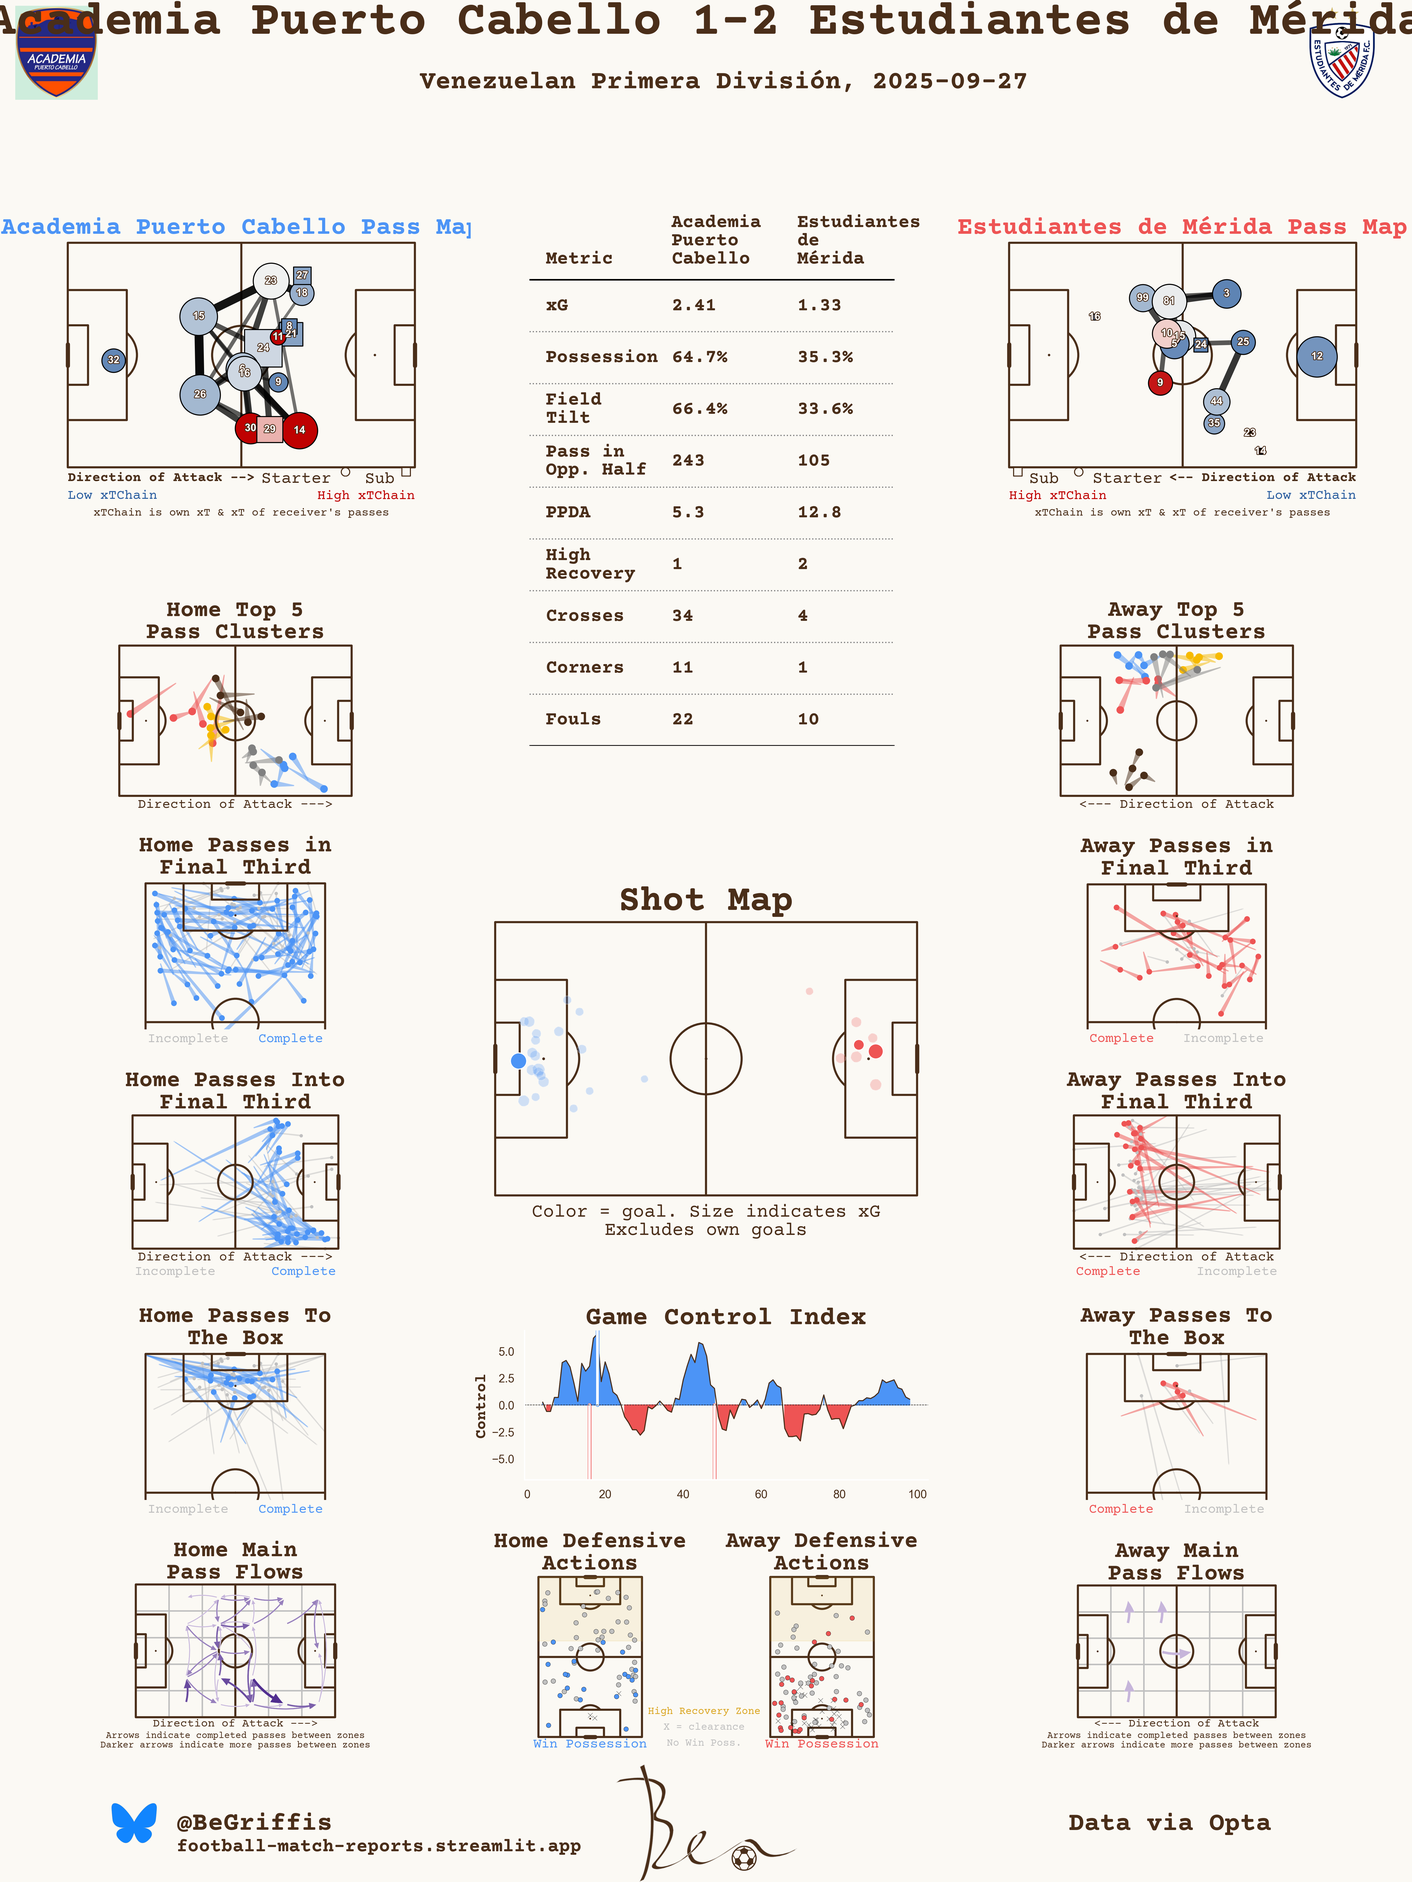 Academia Puerto Cabello 1-2 Estudiantes de Mérida
ACADEMIA
PUERTO CABELLO
ESTUDIANTES DE MÉRIDA F.C.
Venezuelan Primera División, 2025-09-27
Academia Puerto Cabello Pass Map
23
27
18
15
8
21
11
24
32
6
16
9
26
30
29
14
Direction of Attack --> Starter Sub
Low xTChain High xTChain
xTChain is own xT & xT of receiver's passes
Metric Academia Puerto Cabello Estudiantes de Mérida
xG 2.41 1.33
Possession 64.7% 35.3%
Field Tilt 66.4% 33.6%
Pass in Opp. Half 243 105
PPDA 5.3 12.8
High Recovery 1 2
Crosses 34 4
Corners 11 1
Fouls 22 10
Estudiantes de Mérida Pass Map
99
81
3
16
10
15
5
24
25
12
9
44
35
23
14
Sub Starter <-- Direction of Attack
High xTChain Low xTChain
xTChain is own xT & xT of receiver's passes
Home Top 5
Pass Clusters
Direction of Attack --->
Away Top 5
Pass Clusters
<--- Direction of Attack
Home Passes in
Final Third
Incomplete Complete
Shot Map
Color = goal. Size indicates xG
Excludes own goals
Away Passes in
Final Third
Complete Incomplete
Home Passes Into
Final Third
Direction of Attack --->
Incomplete Complete
Away Passes Into
Final Third
<--- Direction of Attack
Complete Incomplete
Home Passes To
The Box
Incomplete Complete
Game Control Index
Control
5.0
2.5
0.0
−2.5
−5.0
0 20 40 60 80 100
Away Passes To
The Box
Complete Incomplete
Home Main
Pass Flows
Direction of Attack --->
Arrows indicate completed passes between zones
Darker arrows indicate more passes between zones
Home Defensive
Actions
Win Possession
High Recovery Zone
X = clearance
No Win Poss.
Away Defensive
Actions
Win Possession
Away Main
Pass Flows
<--- Direction of Attack
Arrows indicate completed passes between zones
Darker arrows indicate more passes between zones
@BeGriffis
football-match-reports.streamlit.app
Ben
Data via Opta